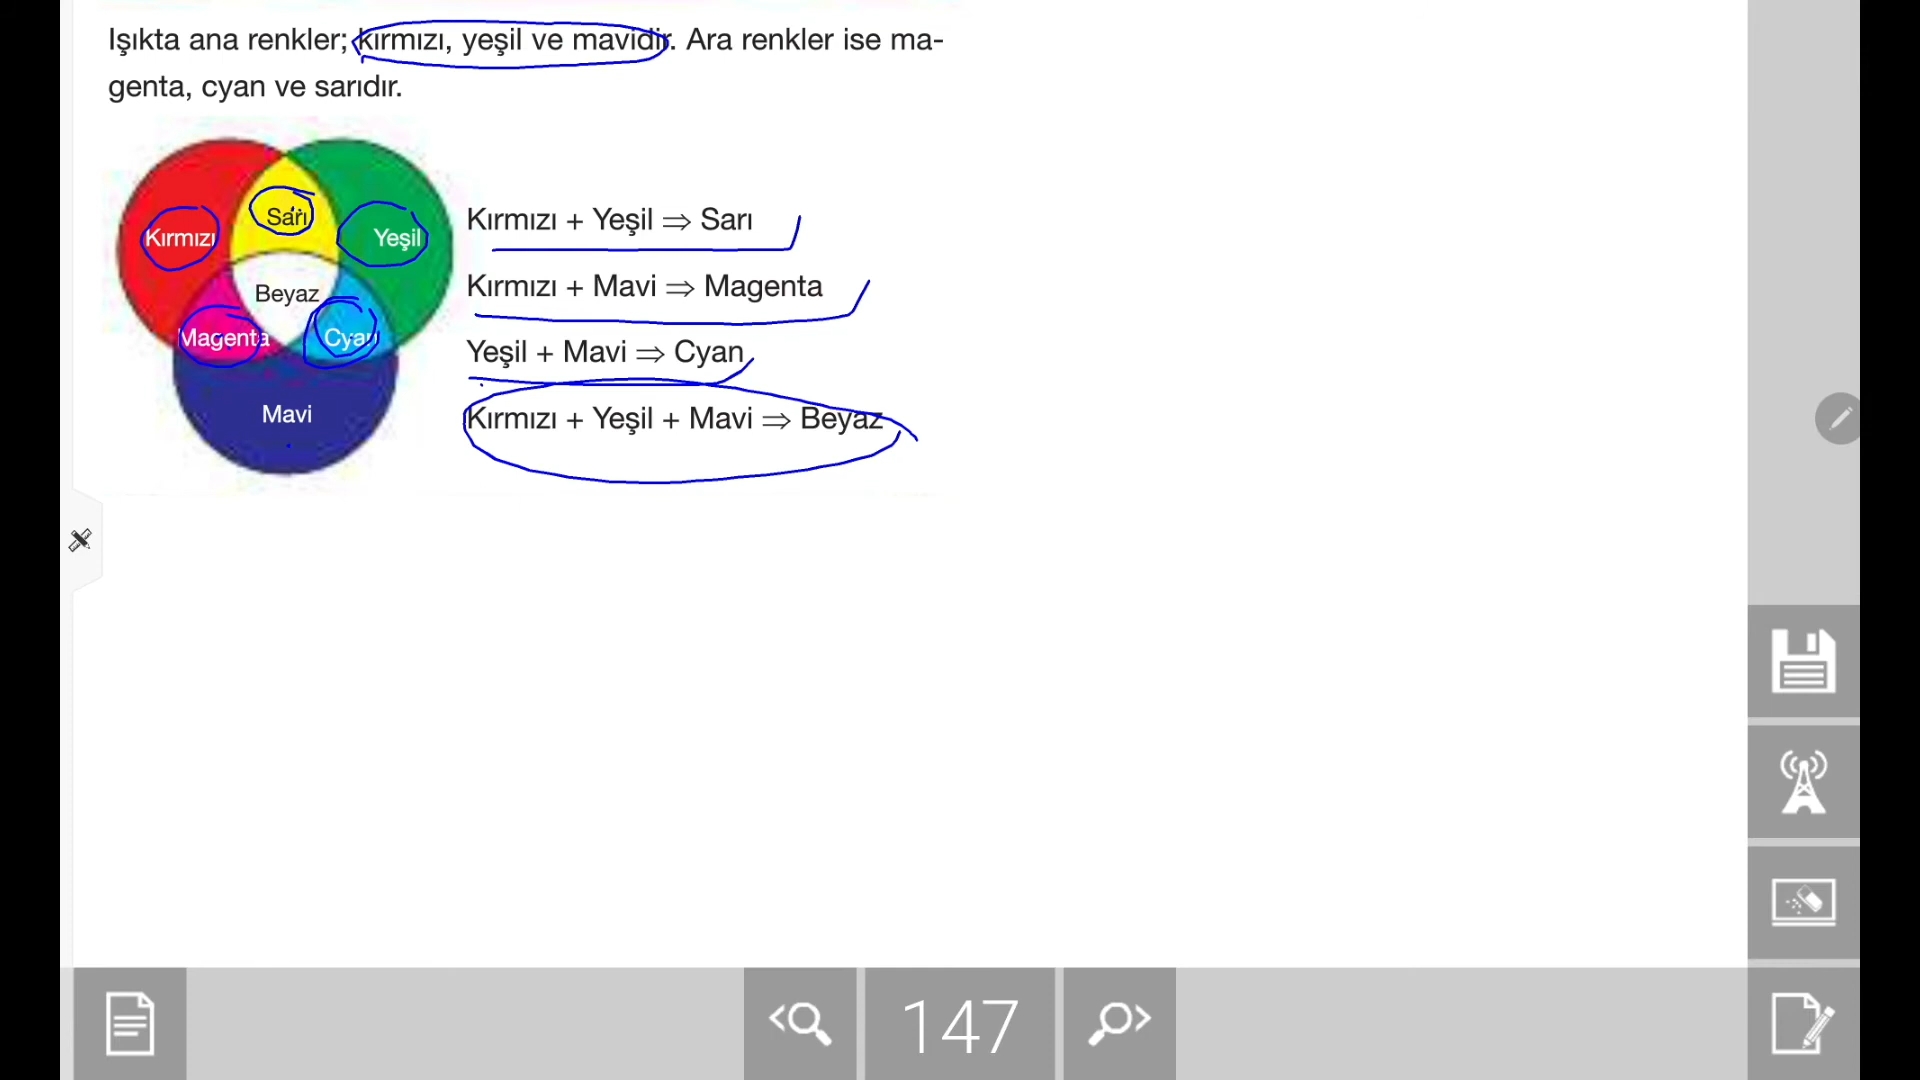 Işıkta ana renkler; kırmızı, yeşil ve mavidir. Ara renkler ise ma-
genta, cyan ve sarıdır.
Sarı
Kırmızı
Yeşil
Beyaz
Magenta
Cyan
Mavi
Kırmızı + Yeşil ⇒ Sarı
Kırmızı + Mavi ⇒ Magenta
Yeşil + Mavi ⇒ Cyan
Kırmızı + Yeşil + Mavi ⇒ Beyaz
147